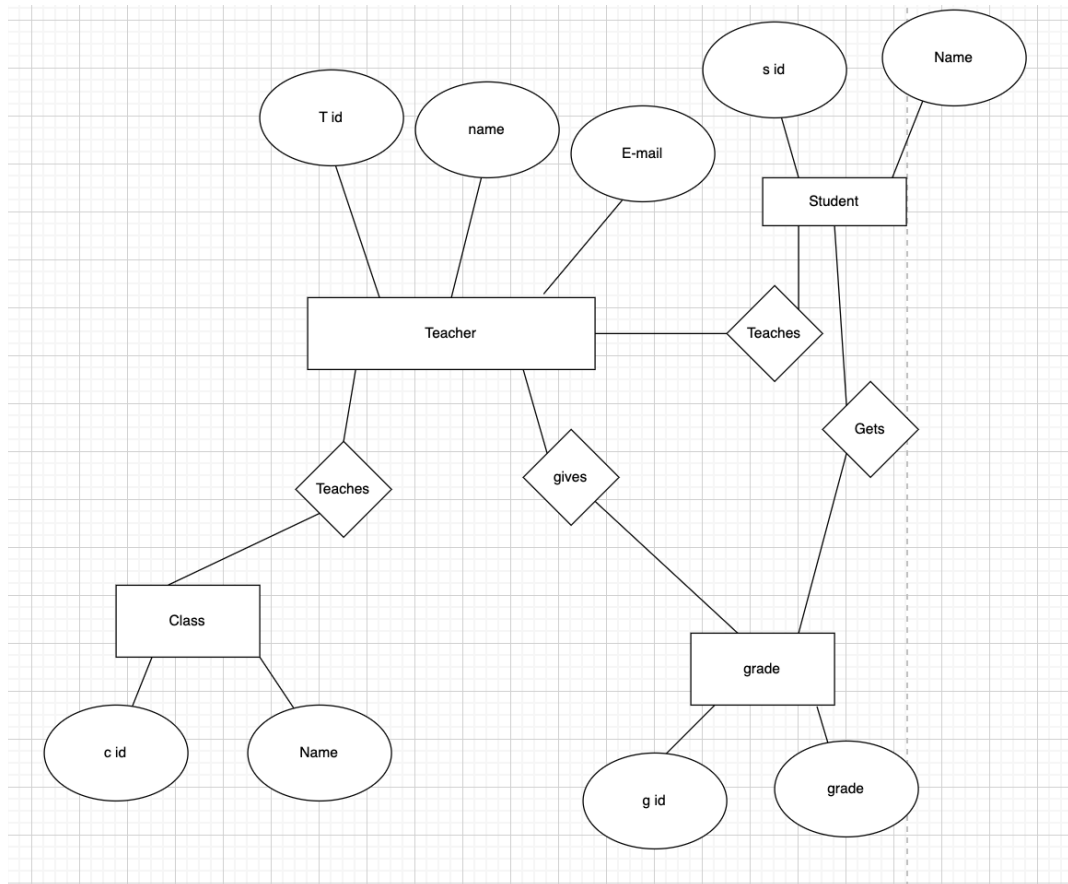 s id
Name
T id
name
E-mail
Student
Teacher
Teaches
Gets
Teaches
gives
Class
grade
c id
Name
g id
grade